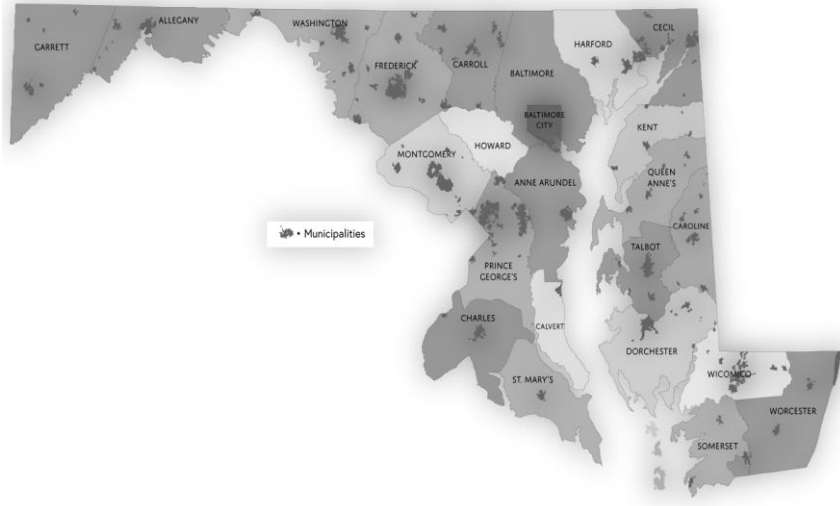 GARRETT
ALLEGANY
WASHINGTON
FREDERICK
CARROLL
BALTIMORE
HARFORD
CECIL
BALTIMORE
CITY
KENT
HOWARD
MONTGOMERY
ANNE ARUNDEL
QUEEN
ANNE'S
CAROLINE
TALBOT
• Municipalities
PRINCE
GEORGE'S
CHARLES
CALVERT
DORCHESTER
ST. MARY'S
WICOMICO
WORCESTER
SOMERSET